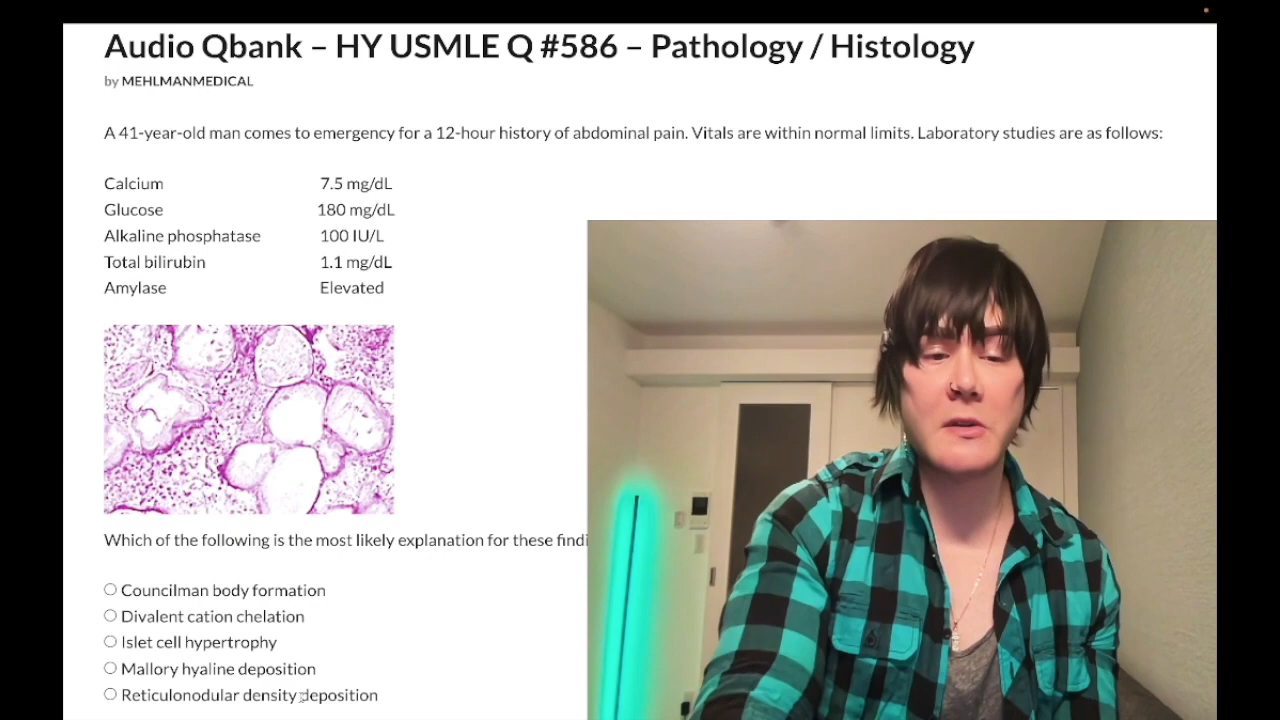 Audio Qbank – HY USMLE Q #586 – Pathology / Histology
by MEHLMANMEDICAL
A 41-year-old man comes to emergency for a 12-hour history of abdominal pain. Vitals are within normal limits. Laboratory studies are as follows:
Calcium 7.5 mg/dL
Glucose 180 mg/dL
Alkaline phosphatase 100 IU/L
Total bilirubin 1.1 mg/dL
Amylase Elevated
Which of the following is the most likely explanation for these findi
Councilman body formation
Divalent cation chelation
Islet cell hypertrophy
Mallory hyaline deposition
Reticulonodular density deposition